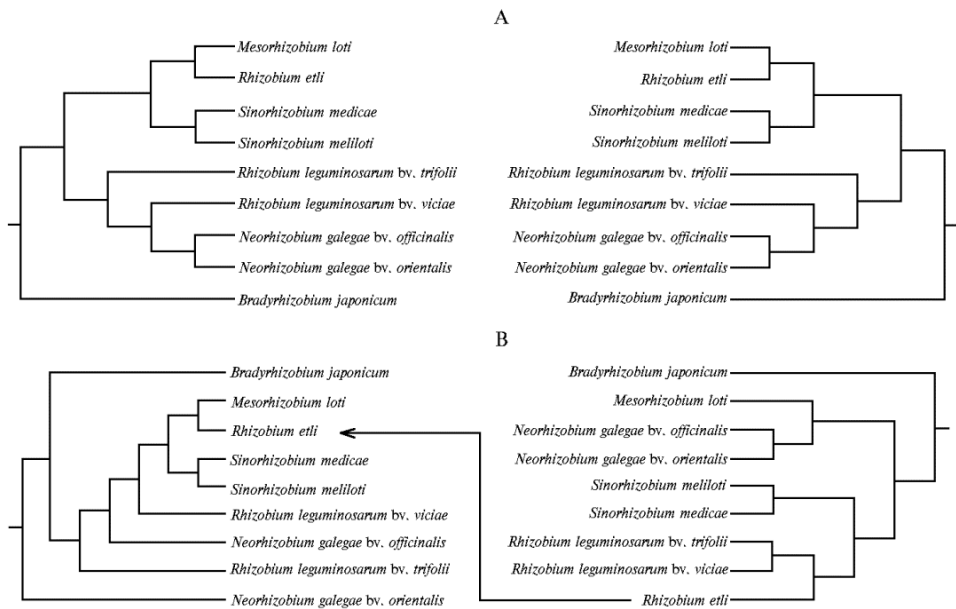 A
Mesorhizobium loti
Rhizobium etli
Sinorhizobium medicae
Sinorhizobium meliloti
Rhizobium leguminosarum bv. trifolii
Rhizobium leguminosarum bv. viciae
Neorhizobium galegae bv. officinalis
Neorhizobium galegae bv. orientalis
Bradyrhizobium japonicum
Mesorhizobium loti
Rhizobium etli
Sinorhizobium medicae
Sinorhizobium meliloti
Rhizobium leguminosarum bv. trifolii
Rhizobium leguminosarum bv. viciae
Neorhizobium galegae bv. officinalis
Neorhizobium galegae bv. orientalis
Bradyrhizobium japonicum
B
Bradyrhizobium japonicum
Mesorhizobium loti
Rhizobium etli
Sinorhizobium medicae
Sinorhizobium meliloti
Rhizobium leguminosarum bv. viciae
Neorhizobium galegae bv. officinalis
Rhizobium leguminosarum bv. trifolii
Neorhizobium galegae bv. orientalis
Bradyrhizobium japonicum
Mesorhizobium loti
Neorhizobium galegae bv. officinalis
Neorhizobium galegae bv. orientalis
Sinorhizobium meliloti
Sinorhizobium medicae
Rhizobium leguminosarum bv. trifolii
Rhizobium leguminosarum bv. viciae
Rhizobium etli